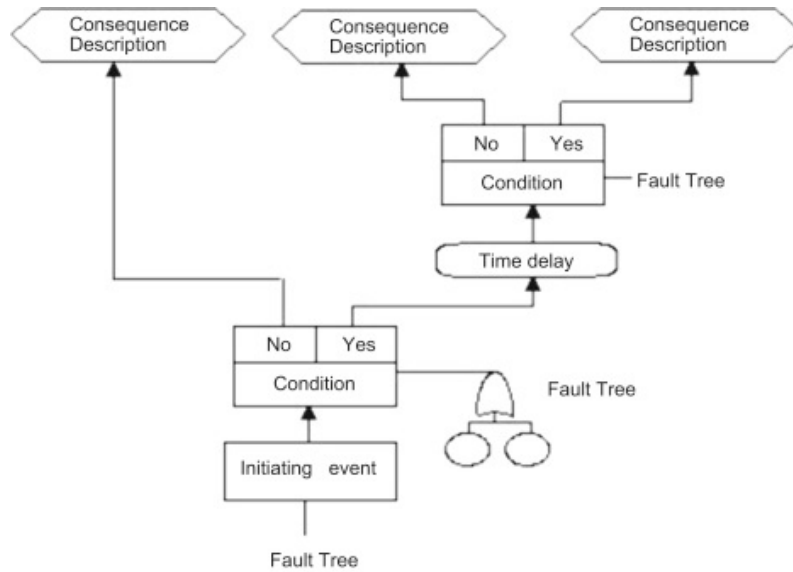 Consequence
Description
Consequence
Description
Consequence
Description
No Yes
Condition
Fault Tree
Time delay
No Yes
Condition
Fault Tree
Initiating event
Fault Tree